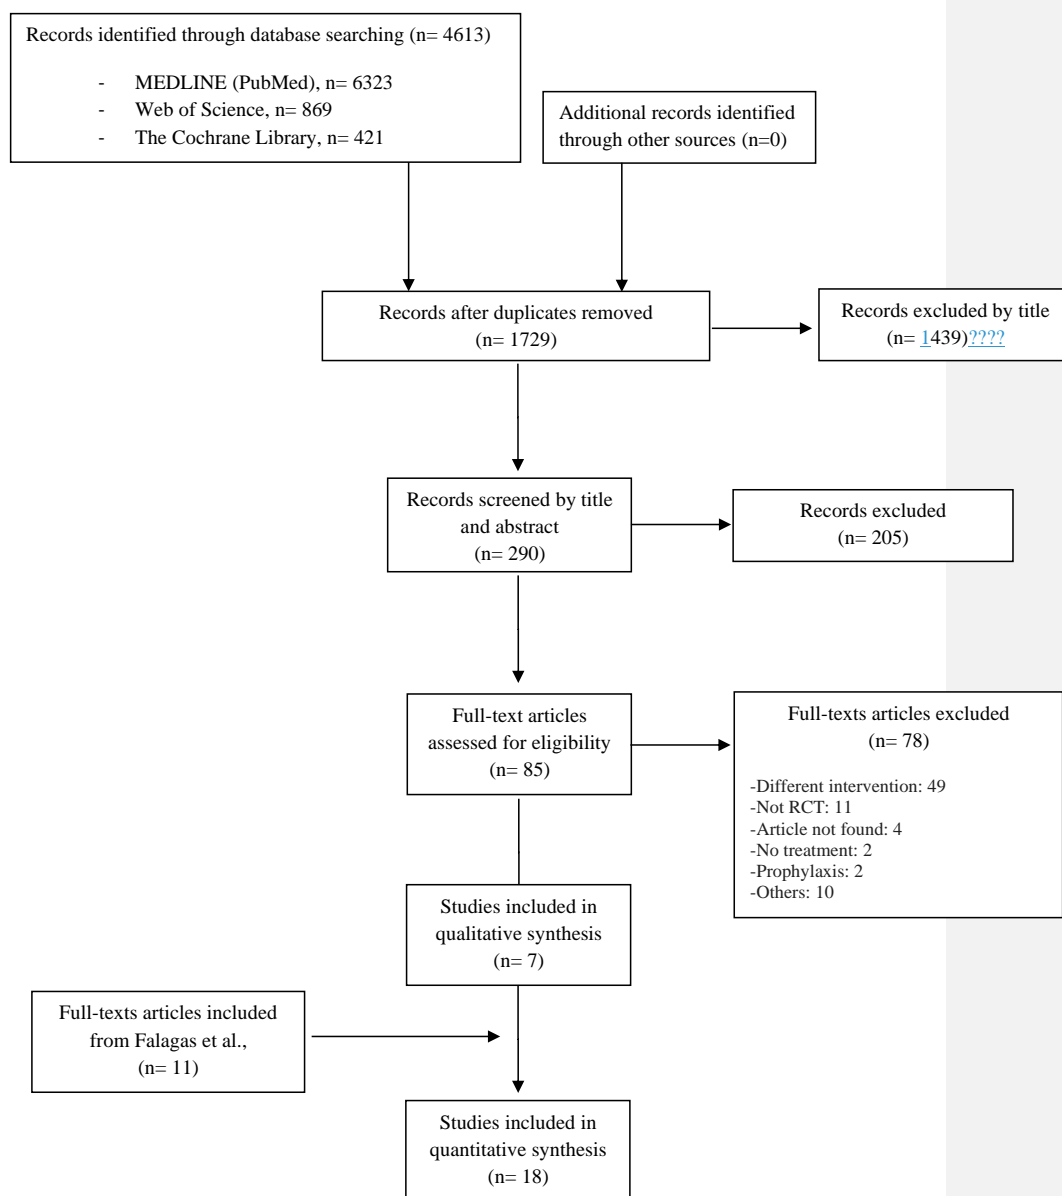 Records identified through database searching (n= 4613)
- MEDLINE (PubMed), n= 6323
- Web of Science, n= 869
- The Cochrane Library, n= 421
Additional records identified
through other sources (n=0)
Records after duplicates removed
(n= 1729)
Records excluded by title
(n= 1439)????
Records screened by title
and abstract
(n= 290)
Records excluded
(n= 205)
Full-text articles
assessed for eligibility
(n= 85)
Full-texts articles excluded
(n= 78)
-Different intervention: 49
-Not RCT: 11
-Article not found: 4
-No treatment: 2
-Prophylaxis: 2
-Others: 10
Studies included in
qualitative synthesis
(n= 7)
Full-texts articles included
from Falagas et al.,
(n= 11)
Studies included in
quantitative synthesis
(n= 18)